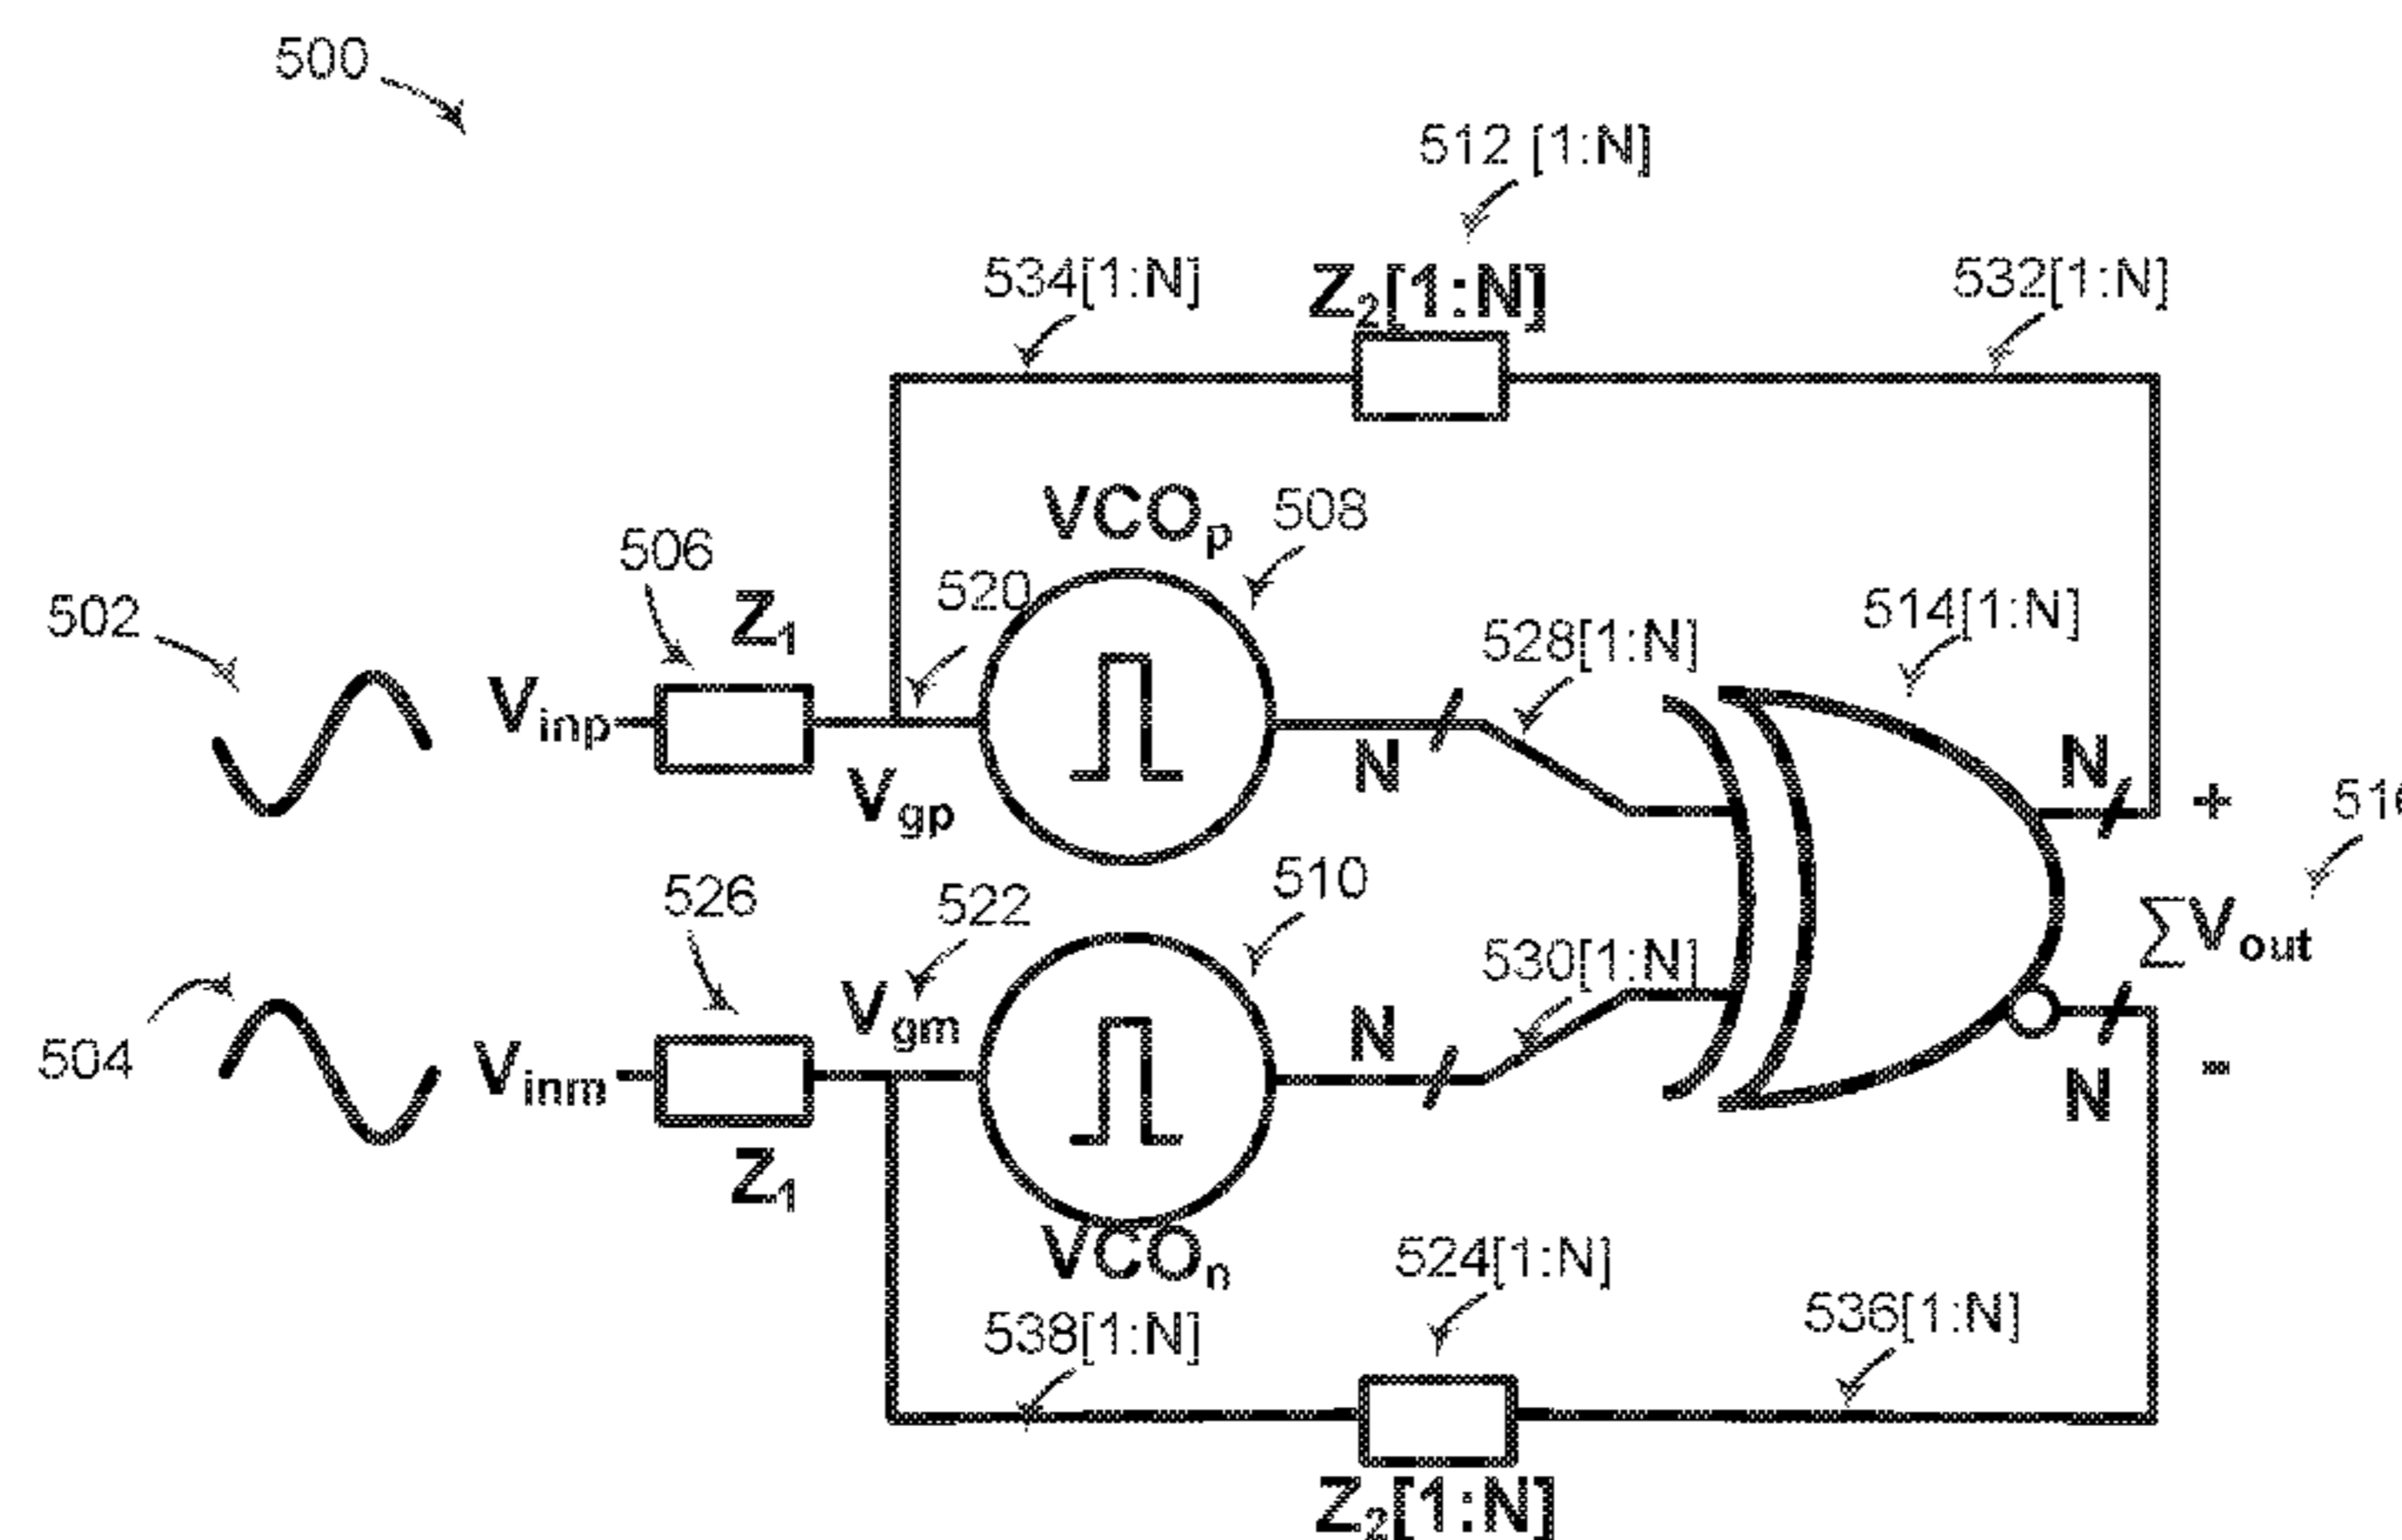 500
512 [1:N]
534[1:N]
Z2[1:N]
532[1:N]
VCOp
508
506
Z1
520
502
Vinp
Vgp
528[1:N]
514[1:N]
N
N
+
526
522
510
Vgm
530[1:N]
∑Vout
504
Vinm
N
N
-
Z1
VCOn
524[1:N]
538[1:N]
536[1:N]
Z2[1:N]